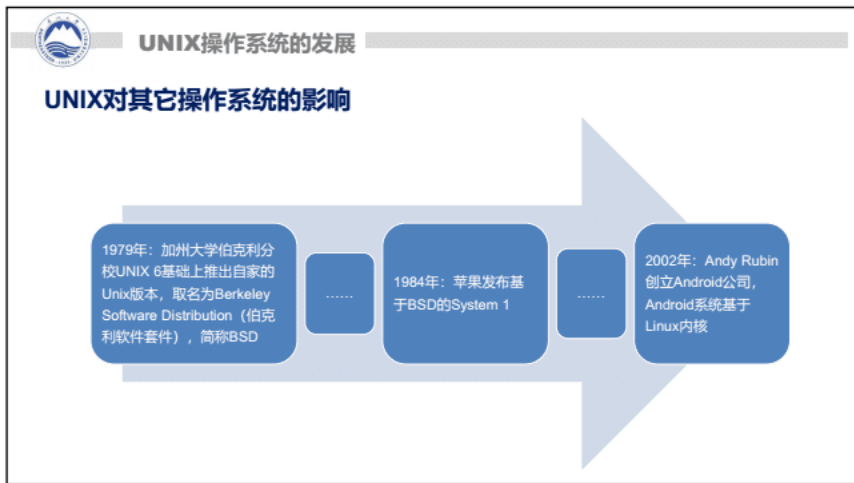 UNIX操作系统的发展
UNIX对其它操作系统的影响
1979年：加州大学伯克利分
校UNIX 6基础上推出自家的
Unix版本，取名为Berkeley
Software Distribution（伯克
利软件套件），简称BSD
......
1984年：苹果发布基
于BSD的System 1
......
2002年：Andy Rubin
创立Android公司，
Android系统基于
Linux内核